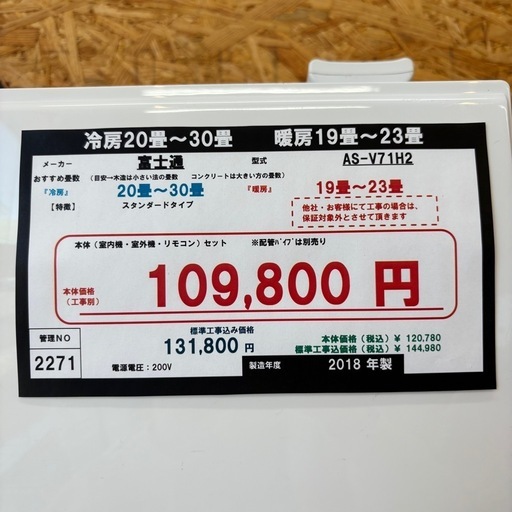 冷房20畳～30畳　暖房19畳～23畳
メーカー　富士通　型式　AS-V71H2
おすすめ畳数　(目安→木造は小さい法の畳数　コンクリートは大きい方の畳数)
『冷房』　20畳～30畳　『暖房』　19畳～23畳
【特徴】　スタンダードタイプ
他社・お客様にて工事の場合は、
保証対象外とさせて頂きます
本体（室内機・室外機・リモコン）セット　※配管ﾊﾟｲﾌﾟは別売り
本体価格
（工事別）
109,800 円
標準工事込み価格
131,800 円
本体価格（税込）￥ 120,780
標準工事込価格（税込）￥ 144,980
管理NO
2271
電源電圧：200V
製造年度　2018 年製